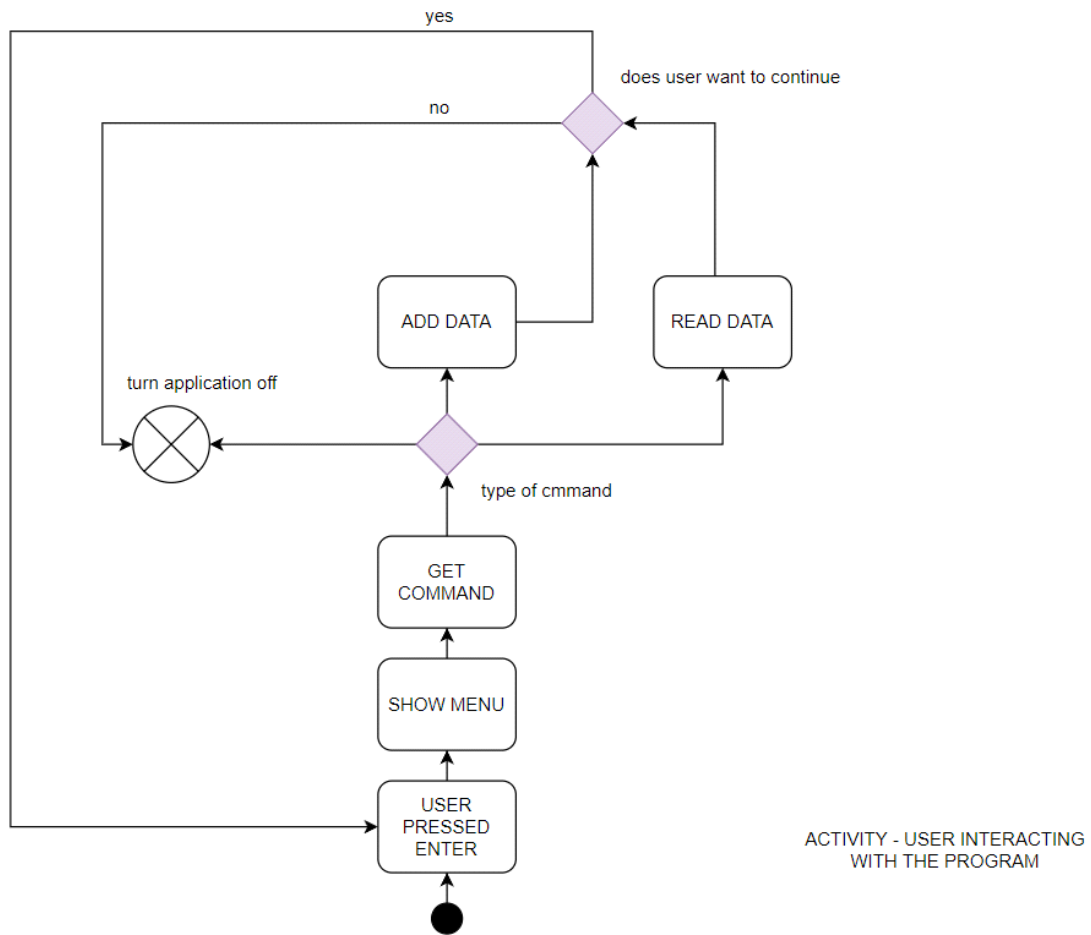 yes
does user want to continue
no
ADD DATA
READ DATA
turn application off
type of cmmand
GET
COMMAND
SHOW MENU
USER
PRESSED
ENTER
ACTIVITY - USER INTERACTING
WITH THE PROGRAM